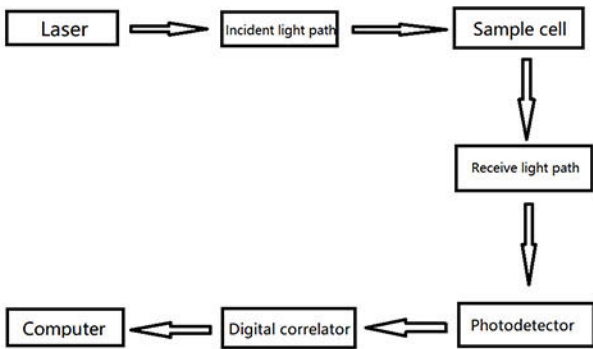 Laser
Incident light path
Sample cell
Receive light path
Photodetector
Digital correlator
Computer